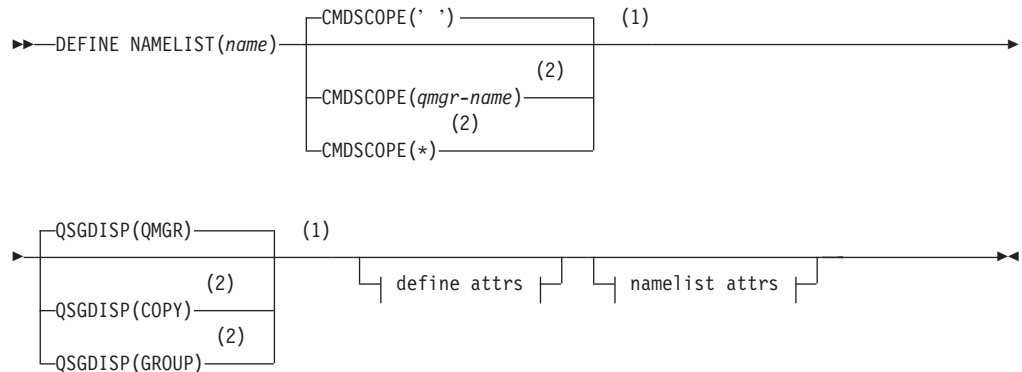 CMDSCOPE(’ ’) (1)
DEFINE NAMELIST(name)
(2)
CMDSCOPE(qmgr-name)
(2)
CMDSCOPE(*)
QSGDISP(QMGR) (1)
define attrs namelist attrs
(2)
QSGDISP(COPY)
(2)
QSGDISP(GROUP)